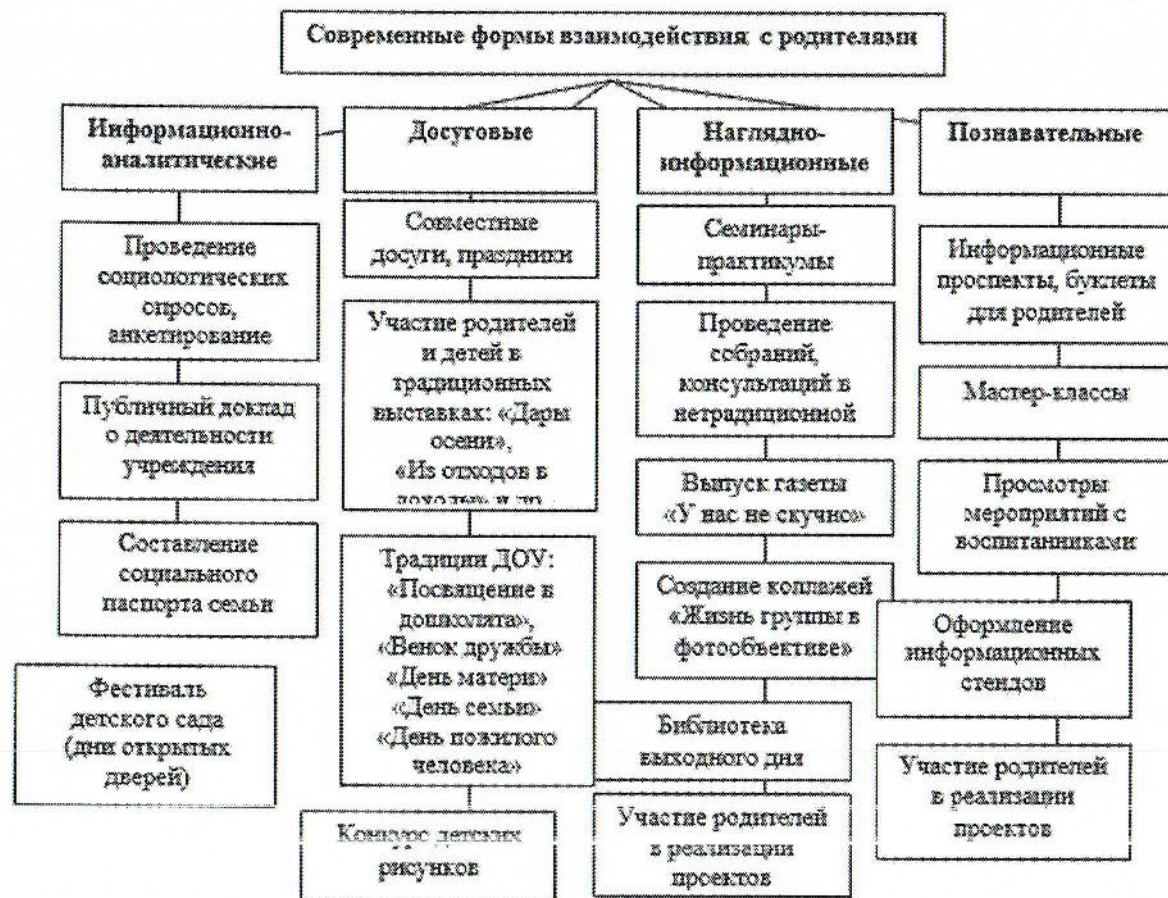 Современные формы взаимодействия с родителями
Информационно-
аналитические
Проведение
социологических
опросов,
анкетирование
Публичный доклад
о деятельности
учреждения
Составление
социального
паспорта семьи
Фестиваль
детского сада
(дни открытых
дверей)
Досуговые
Совместные
досуги, праздники
Участие родителей
и детей в
традиционных
выставках: «Дары
осени»,
«Из отходов в
доходы» и др.
Традиции ДОУ:
«Посвящение в
дошколята»,
«Венок дружбы»
«День матери»
«День семьи»
«День пожилого
человека»
Конкурс детских
рисунков
Наглядно-
информационные
Семинары-
практикумы
Проведение
собраний,
консультаций в
нетрадиционной
Выпуск газеты
«У нас не скучно»
Создание коллажей
«Жизнь группы в
фотообъективе»
Библиотека
выходного дня
Участие родителей
в реализации
проектов
Познавательные
Информационные
проспекты, буклеты
для родителей
Мастер-классы
Просмотры
мероприятий с
воспитанниками
Оформление
информационных
стендов
Участие родителей
в реализации
проектов